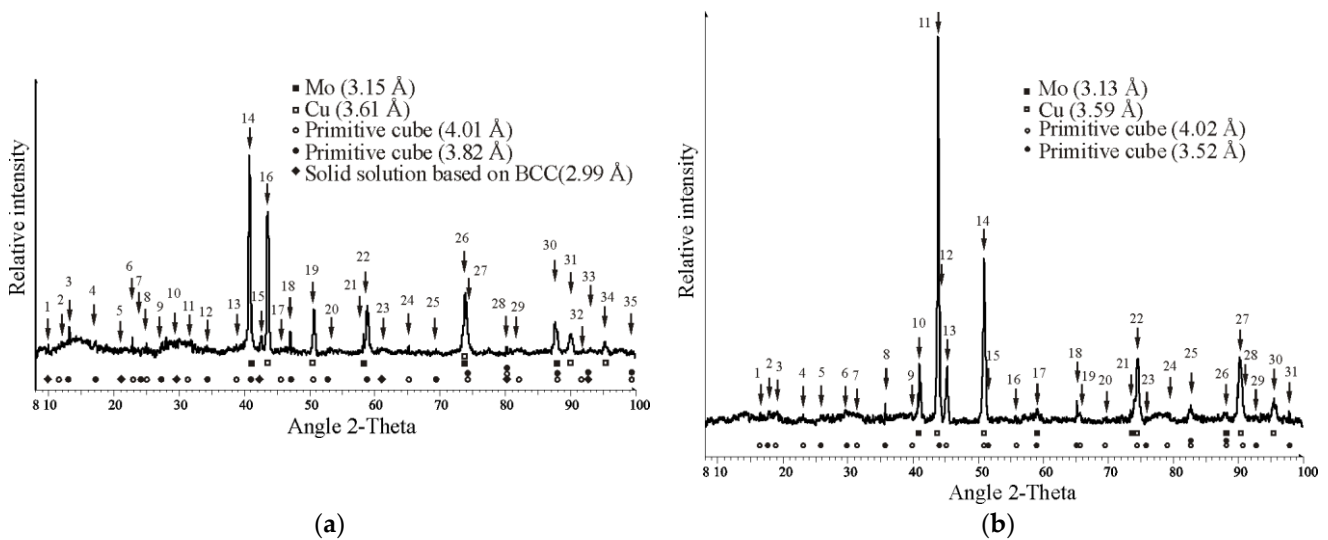 Relative intensity
Mo (3.15 Å)
Cu (3.61 Å)
Primitive cube (4.01 Å)
Primitive cube (3.82 Å)
Solid solution based on BCC(2.99 Å)
1 2 3 4 5 6 7 8 9 10 11 12 13 14 15 16 17 18 19 20 21 22 23 24 25 26 27 28 29 30 31 32 33 34 35
8 10 20 30 40 50 60 70 80 90 100
Angle 2-Theta
(a)
Relative intensity
Mo (3.13 Å)
Cu (3.59 Å)
Primitive cube (4.02 Å)
Primitive cube (3.52 Å)
1 2 3 4 5 6 7 8 9 10 11 12 13 14 15 16 17 18 19 20 21 22 23 24 25 26 27 28 29 30 31
8 10 20 30 40 50 60 70 80 90 100
Angle 2-Theta
(b)